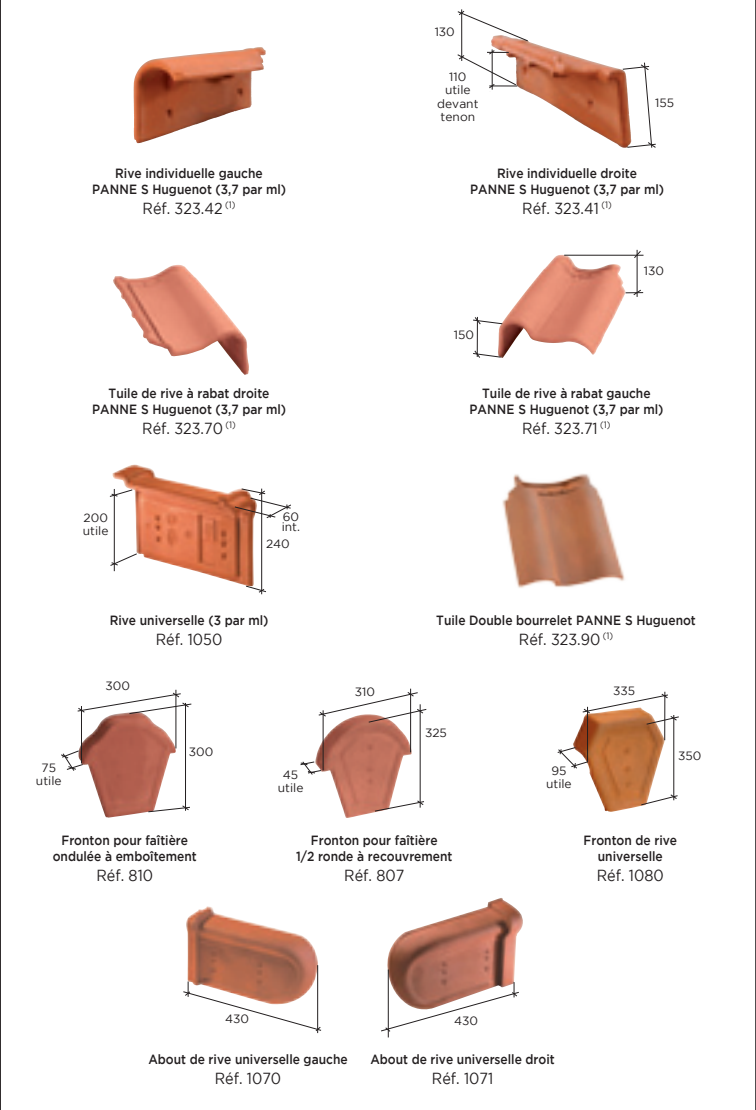 130
110
utile
devant
tenon
155
Rive individuelle gauche
PANNE S Huguenot (3,7 par ml)
Réf. 323.42 (1)
Rive individuelle droite
PANNE S Huguenot (3,7 par ml)
Réf. 323.41 (1)
130
150
Tuile de rive à rabat droite
PANNE S Huguenot (3,7 par ml)
Réf. 323.70 (1)
Tuile de rive à rabat gauche
PANNE S Huguenot (3,7 par ml)
Réf. 323.71 (1)
200
utile
60
int.
240
Rive universelle (3 par ml)
Réf. 1050
Tuile Double bourrelet PANNE S Huguenot
Réf. 323.90 (1)
300
300
75
utile
310
325
45
utile
335
350
95
utile
Fronton pour faîtière
ondulée à emboîtement
Réf. 810
Fronton pour faîtière
1/2 ronde à recouvrement
Réf. 807
Fronton de rive
universelle
Réf. 1080
430
430
About de rive universelle gauche
Réf. 1070
About de rive universelle droit
Réf. 1071